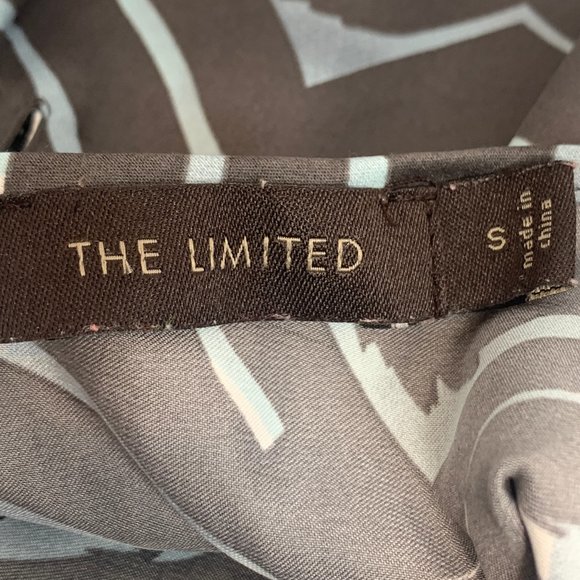 THE LIMITED
S
made in
china